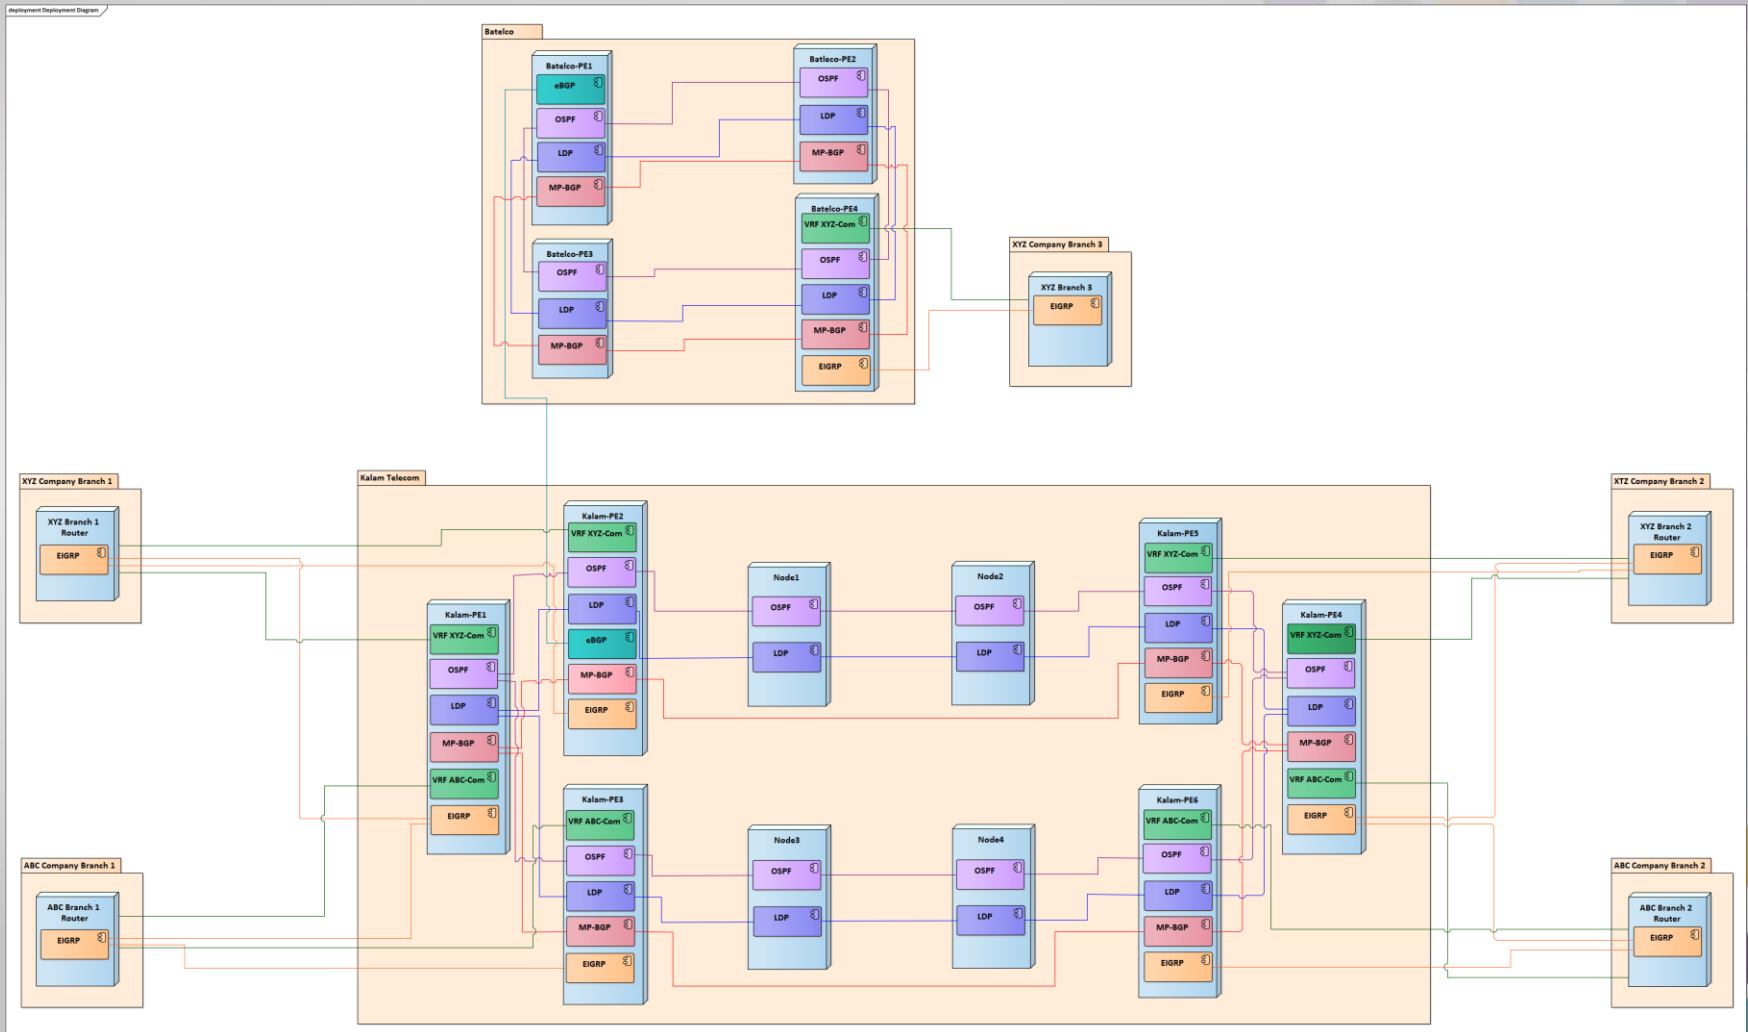 deployment Deployment Diagram
Batelco
Batelco-PE1
eBGP
OSPF
LDP
MP-BGP
Batleco-PE2
OSPF
LDP
MP-BGP
Batelco-PE3
OSPF
LDP
MP-BGP
Batelco-PE4
VRF XYZ-Com
OSPF
LDP
MP-BGP
EIGRP
XYZ Company Branch 3
XYZ Branch 3
EIGRP
XYZ Company Branch 1
XYZ Branch 1
Router
EIGRP
Kalam Telecom
Kalam-PE1
VRF XYZ-Com
OSPF
LDP
MP-BGP
VRF ABC-Com
EIGRP
Kalam-PE2
VRF XYZ-Com
OSPF
LDP
eBGP
MP-BGP
EIGRP
Node1
OSPF
LDP
Node2
OSPF
LDP
Kalam-PE5
VRF XYZ-Com
OSPF
LDP
MP-BGP
EIGRP
Kalam-PE4
VRF XYZ-Com
OSPF
LDP
MP-BGP
VRF ABC-Com
EIGRP
XTZ Company Branch 2
XYZ Branch 2
Router
EIGRP
ABC Company Branch 1
ABC Branch 1
Router
EIGRP
Kalam-PE3
VRF ABC-Com
OSPF
LDP
MP-BGP
EIGRP
Node3
OSPF
LDP
Node4
OSPF
LDP
Kalam-PE6
VRF ABC-Com
OSPF
LDP
MP-BGP
EIGRP
ABC Company Branch 2
ABC Branch 2
Router
EIGRP